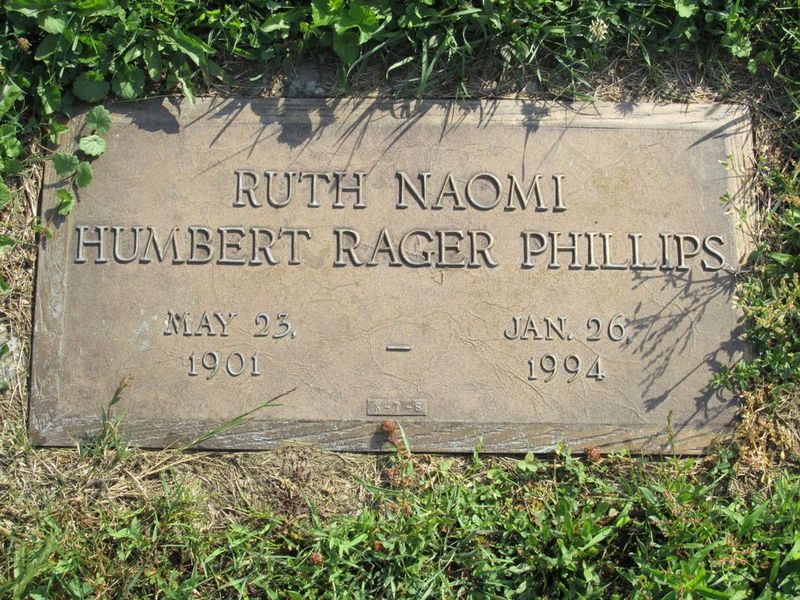 RUTH NAOMI
HUMBERT RAGER PHILLIPS
MAY 23, JAN. 26,
1901 – 1994